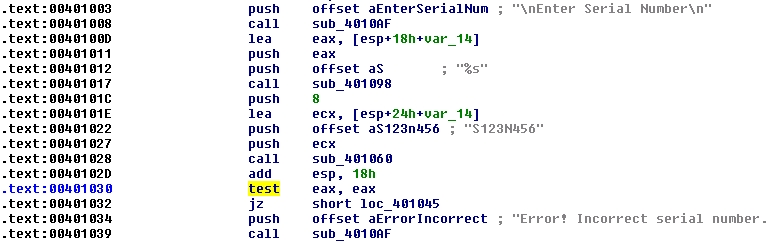 .text:00401003 push offset aEnterSerialNum ; "\nEnter Serial Number\n"
.text:00401008 call sub_4010AF
.text:0040100D lea eax, [esp+18h+var_14]
.text:00401011 push eax
.text:00401012 push offset aS ; "%s"
.text:00401017 call sub_401098
.text:0040101C push 8
.text:0040101E lea ecx, [esp+24h+var_14]
.text:00401022 push offset aS123n456 ; "S123N456"
.text:00401027 push ecx
.text:00401028 call sub_401060
.text:0040102D add esp, 18h
.text:00401030 test eax, eax
.text:00401032 jz short loc_401045
.text:00401034 push offset aErrorIncorrect ; "Error! Incorrect serial number.
.text:00401039 call sub_4010AF